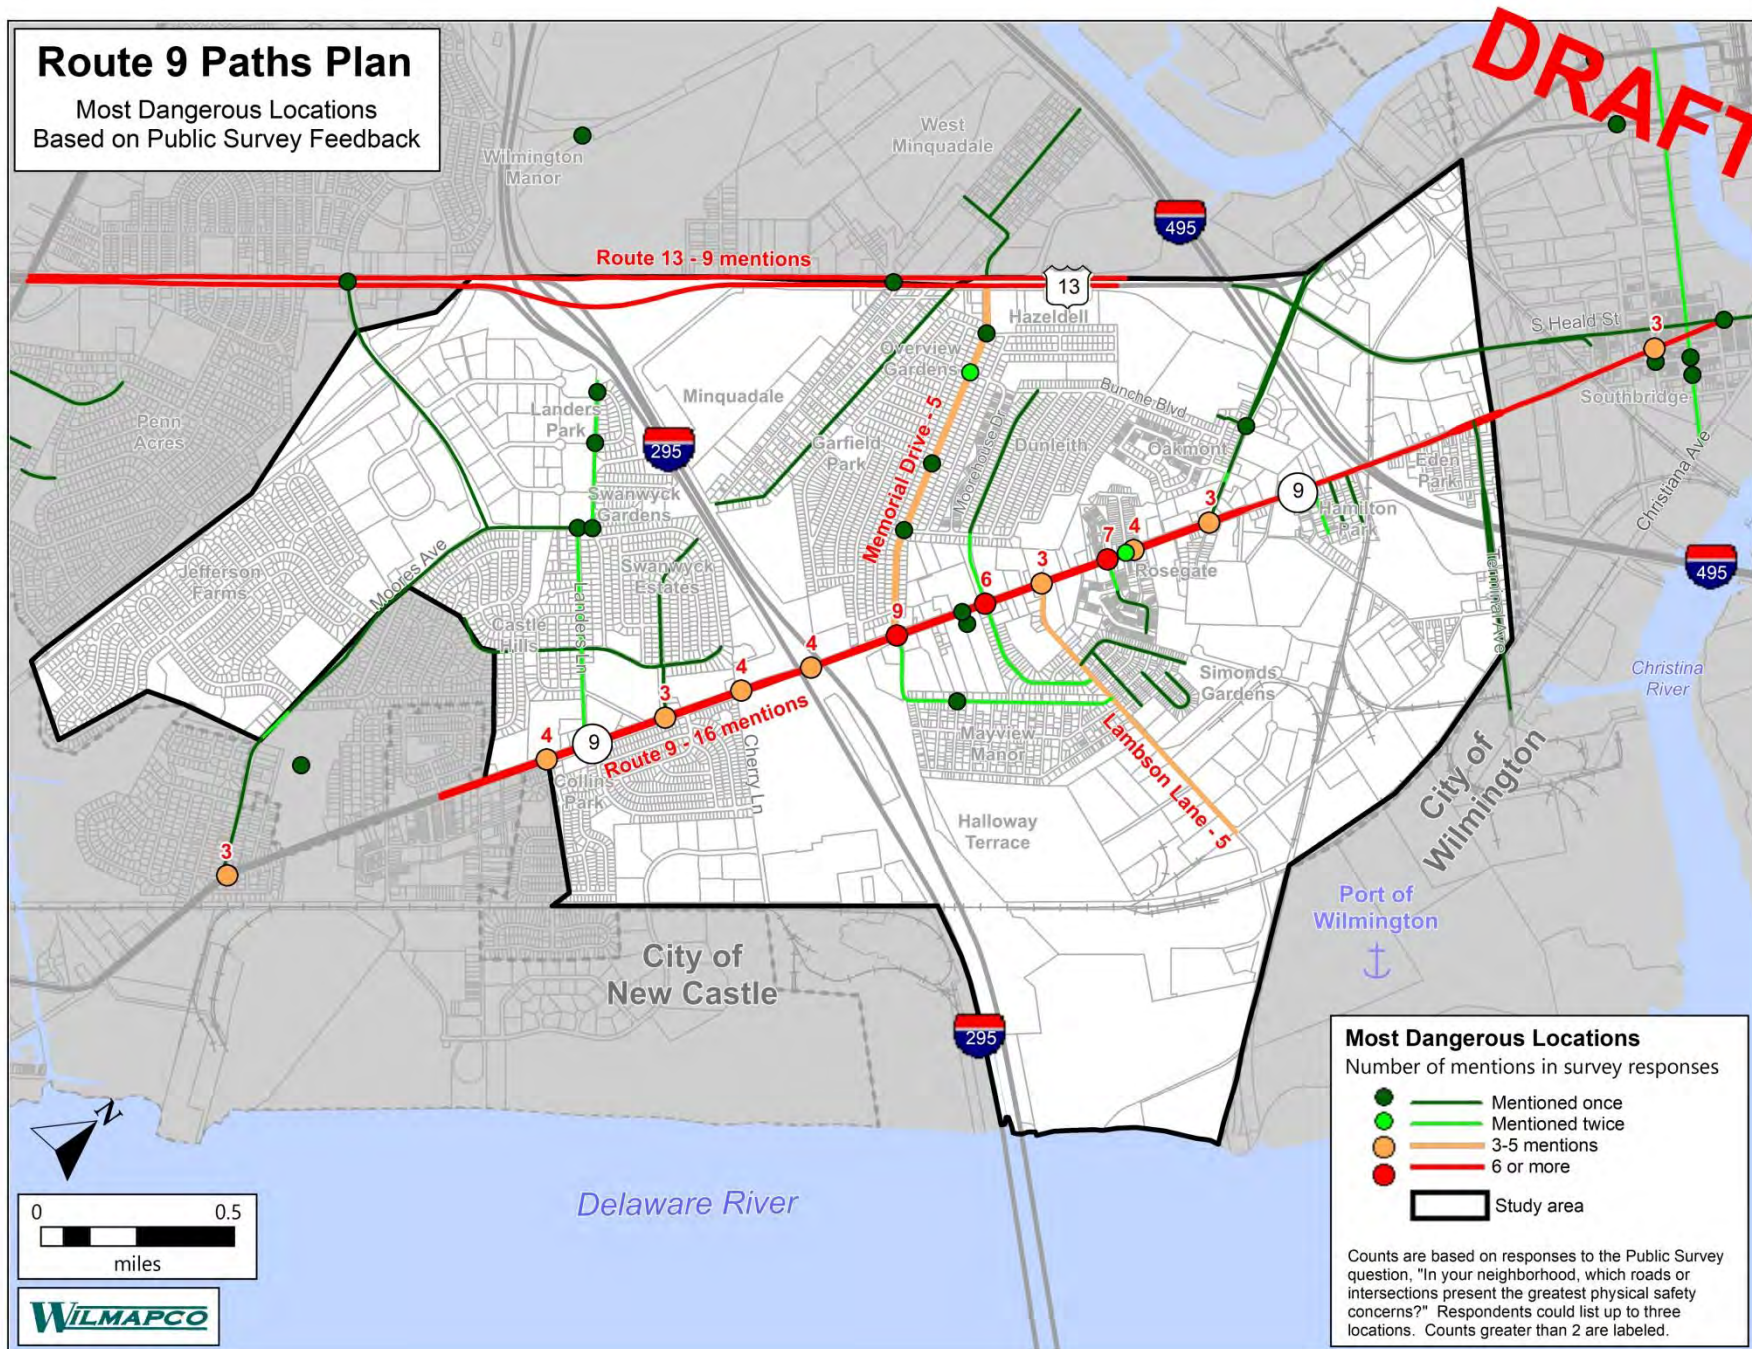 Route 9 Paths Plan
Most Dangerous Locations
Based on Public Survey Feedback
DRAFT
Wilmington
Manor
West
Minquadale
495
Route 13 - 9 mentions
13
Hazeldell
S Heald St
3
Southbridge
Overview
Gardens
Bunche Blvd
Minquadale
Landers
Park
Penn
Acres
295
Garfield
Park
Memorial Drive - 5
Moorehouse Dr
Dunleith
Oakmont
Eden
Park
Christiana Ave
Swanwyck
Gardens
9
Hamilton
Park
3
4
7
Rosegate
3
6
9
Terminal Ave
495
Jefferson
Farms
Moores Ave
Swanwyck
Estates
Castle
Hills
Landers Ln
Simonds
Gardens
Christina
River
4
4
3
4
9
Route 9 - 16 mentions
Collins
Park
Cherry Ln
Mayview
Manor
Lambson Lane - 5
City of
Wilmington
Halloway
Terrace
3
Port of
Wilmington
City of
New Castle
295
Delaware River
N
0 0.5
miles
WILMAPCO
Most Dangerous Locations
Number of mentions in survey responses
Mentioned once
Mentioned twice
3-5 mentions
6 or more
Study area
Counts are based on responses to the Public Survey
question, "In your neighborhood, which roads or
intersections present the greatest physical safety
concerns?" Respondents could list up to three
locations. Counts greater than 2 are labeled.